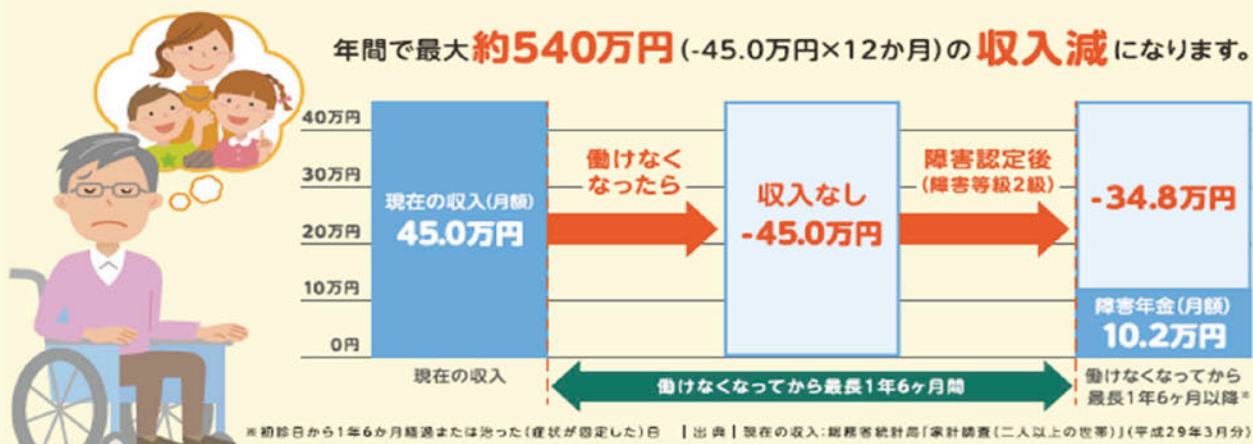 年間で最大約540万円(-45.0万円×12か月)の収入減になります。
40万円
30万円
20万円
10万円
0円
現在の収入(月額)
45.0万円
働けなく
なったら
収入なし
-45.0万円
障害認定後
(障害等級2級)
-34.8万円
障害年金(月額)
10.2万円
現在の収入
働けなくなってから最長1年6ヶ月間
働けなくなってから
最長1年6ヶ月以降※
※初診日から1年6か月経過または治った(症状が固定した)日 | 出典 | 現在の収入:総務省統計局「家計調査(二人以上の世帯)」(平成29年3月分)